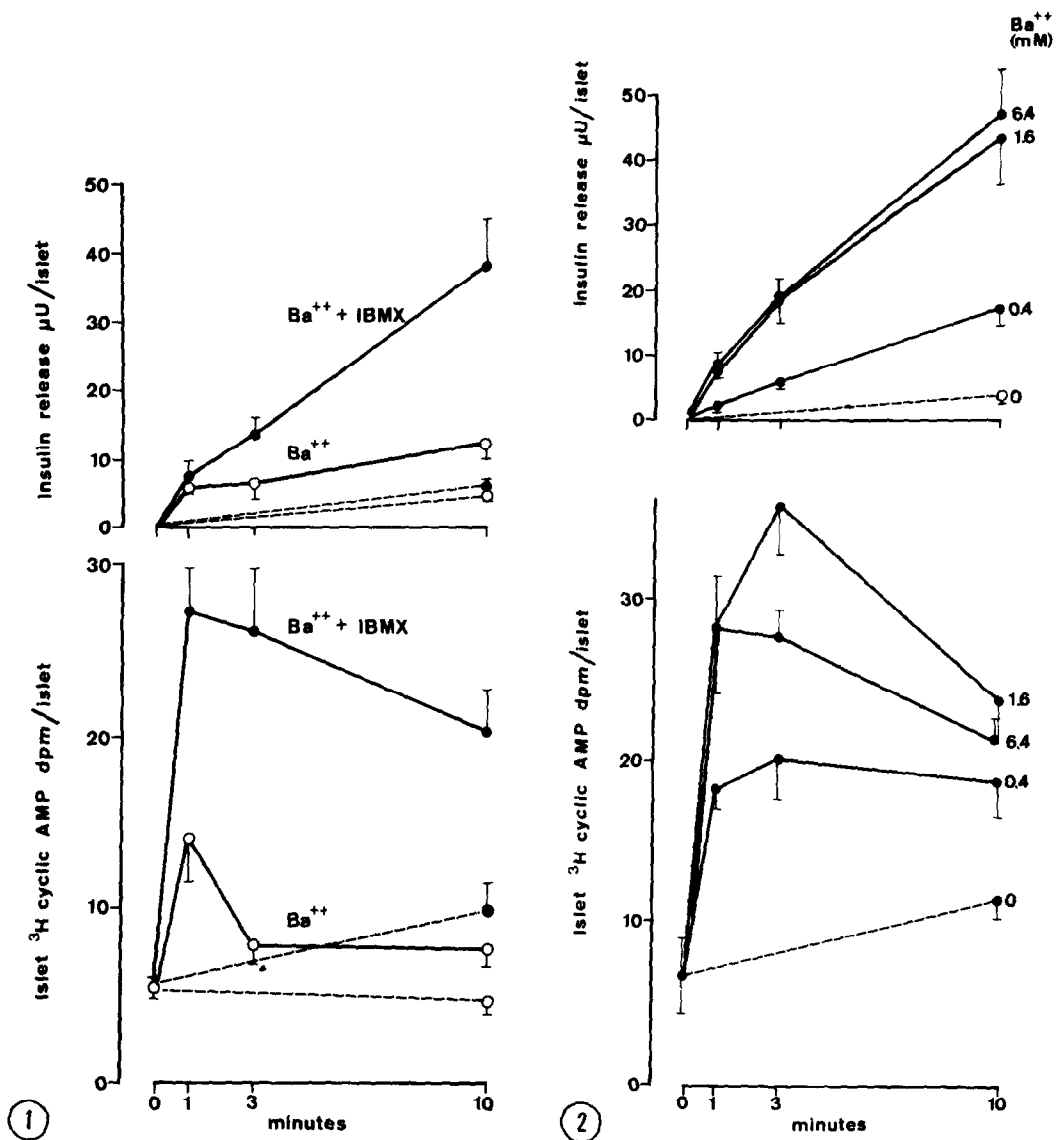 Insulin release µU/islet
50
40
30
20
10
0
Ba++ + IBMX
Ba++
Islet ³H cyclic AMP dpm/islet
30
20
10
0
Ba++ + IBMX
Ba++
0 1 3 10
minutes
1
Ba++
(mM)
Insulin release µU/islet
50
40
30
20
10
0
6.4
1.6
0.4
0
Islet ³H cyclic AMP dpm/islet
30
20
10
0
1.6
6.4
0.4
0
0 1 3 10
minutes
2